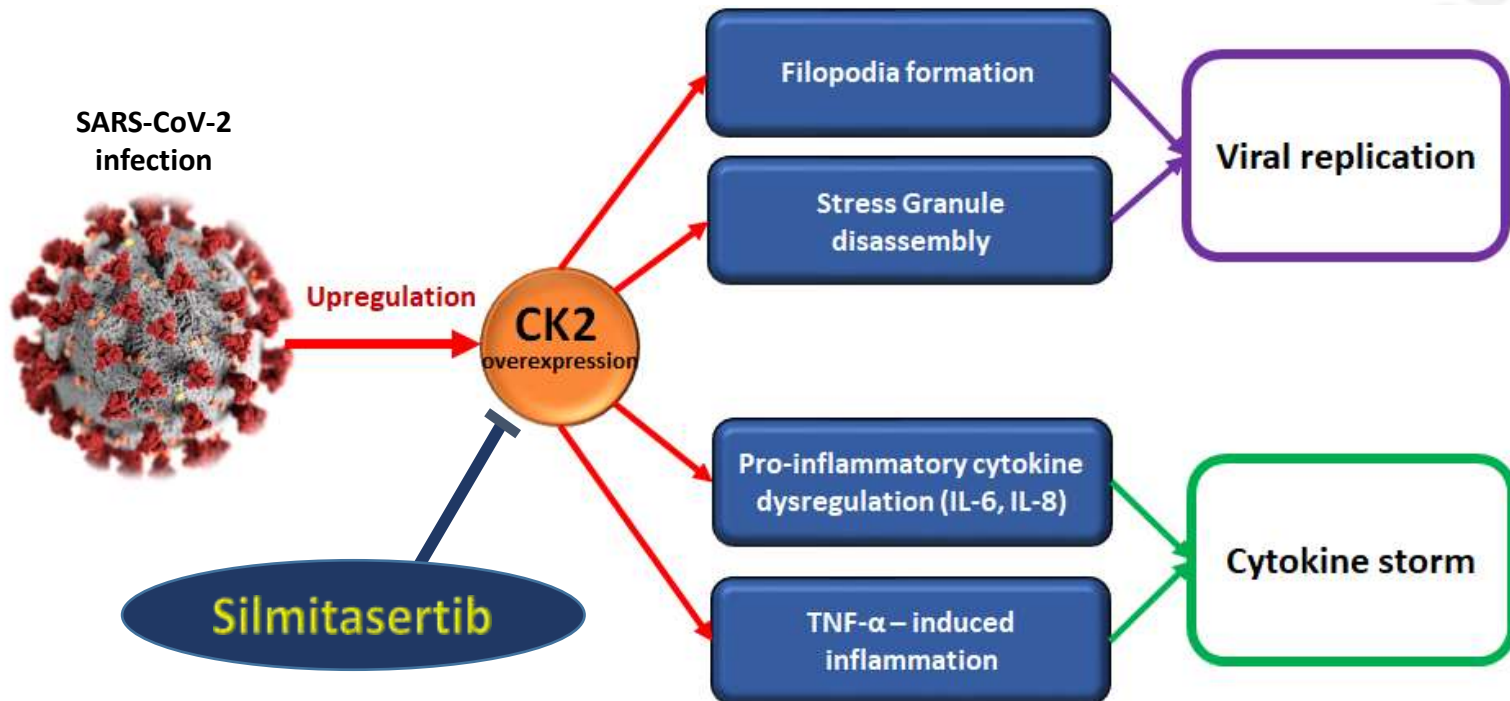 SARS-CoV-2
infection
Upregulation
CK2
overexpression
Silmitasertib
Filopodia formation
Stress Granule
disassembly
Pro-inflammatory cytokine
dysregulation (IL-6, IL-8)
TNF-α – induced
inflammation
Viral replication
Cytokine storm